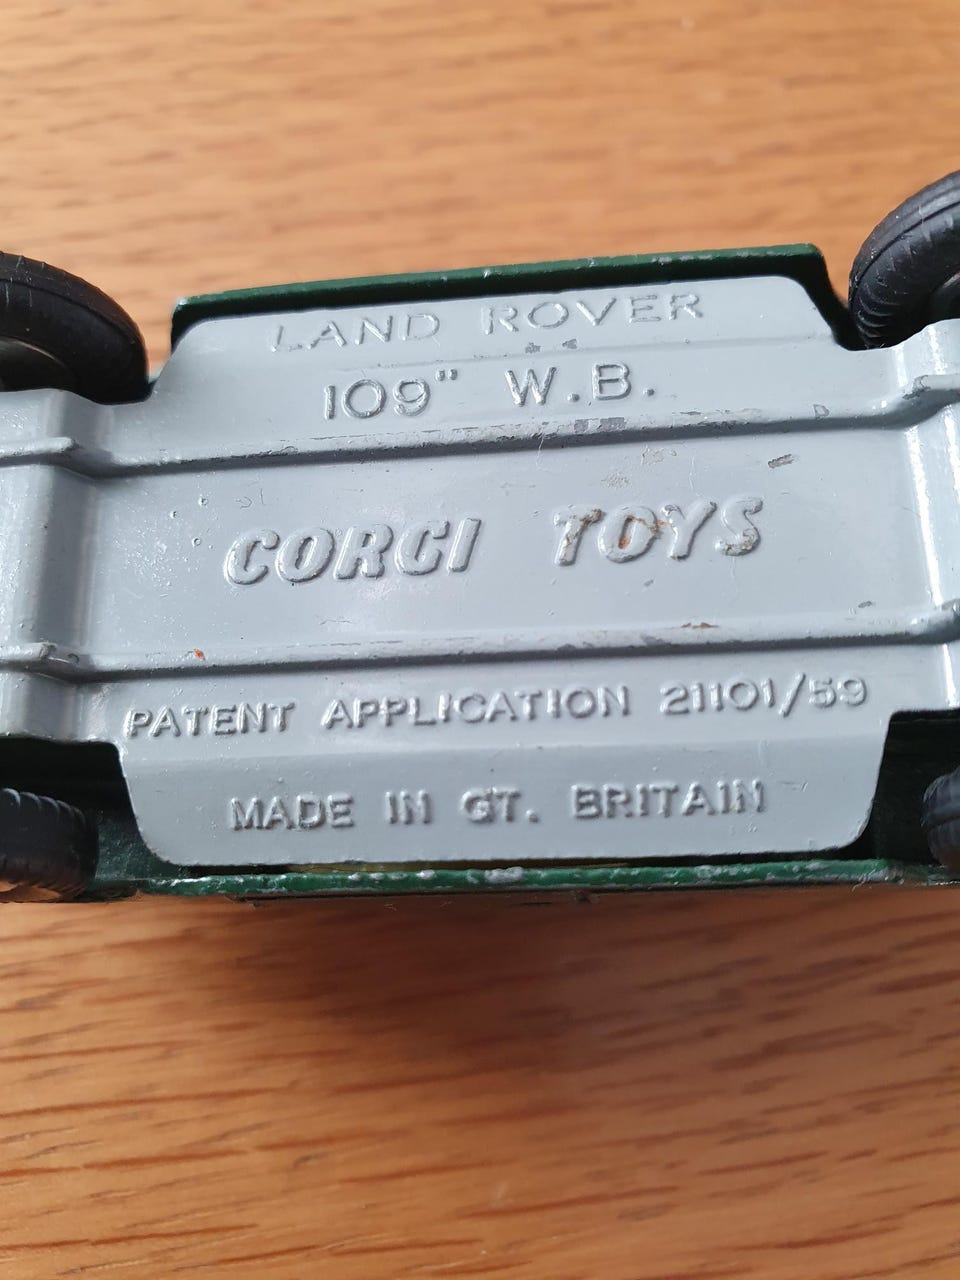 LAND ROVER
109" W.B.
CORGI TOYS
PATENT APPLICATION 21101/59
MADE IN GT. BRITAIN